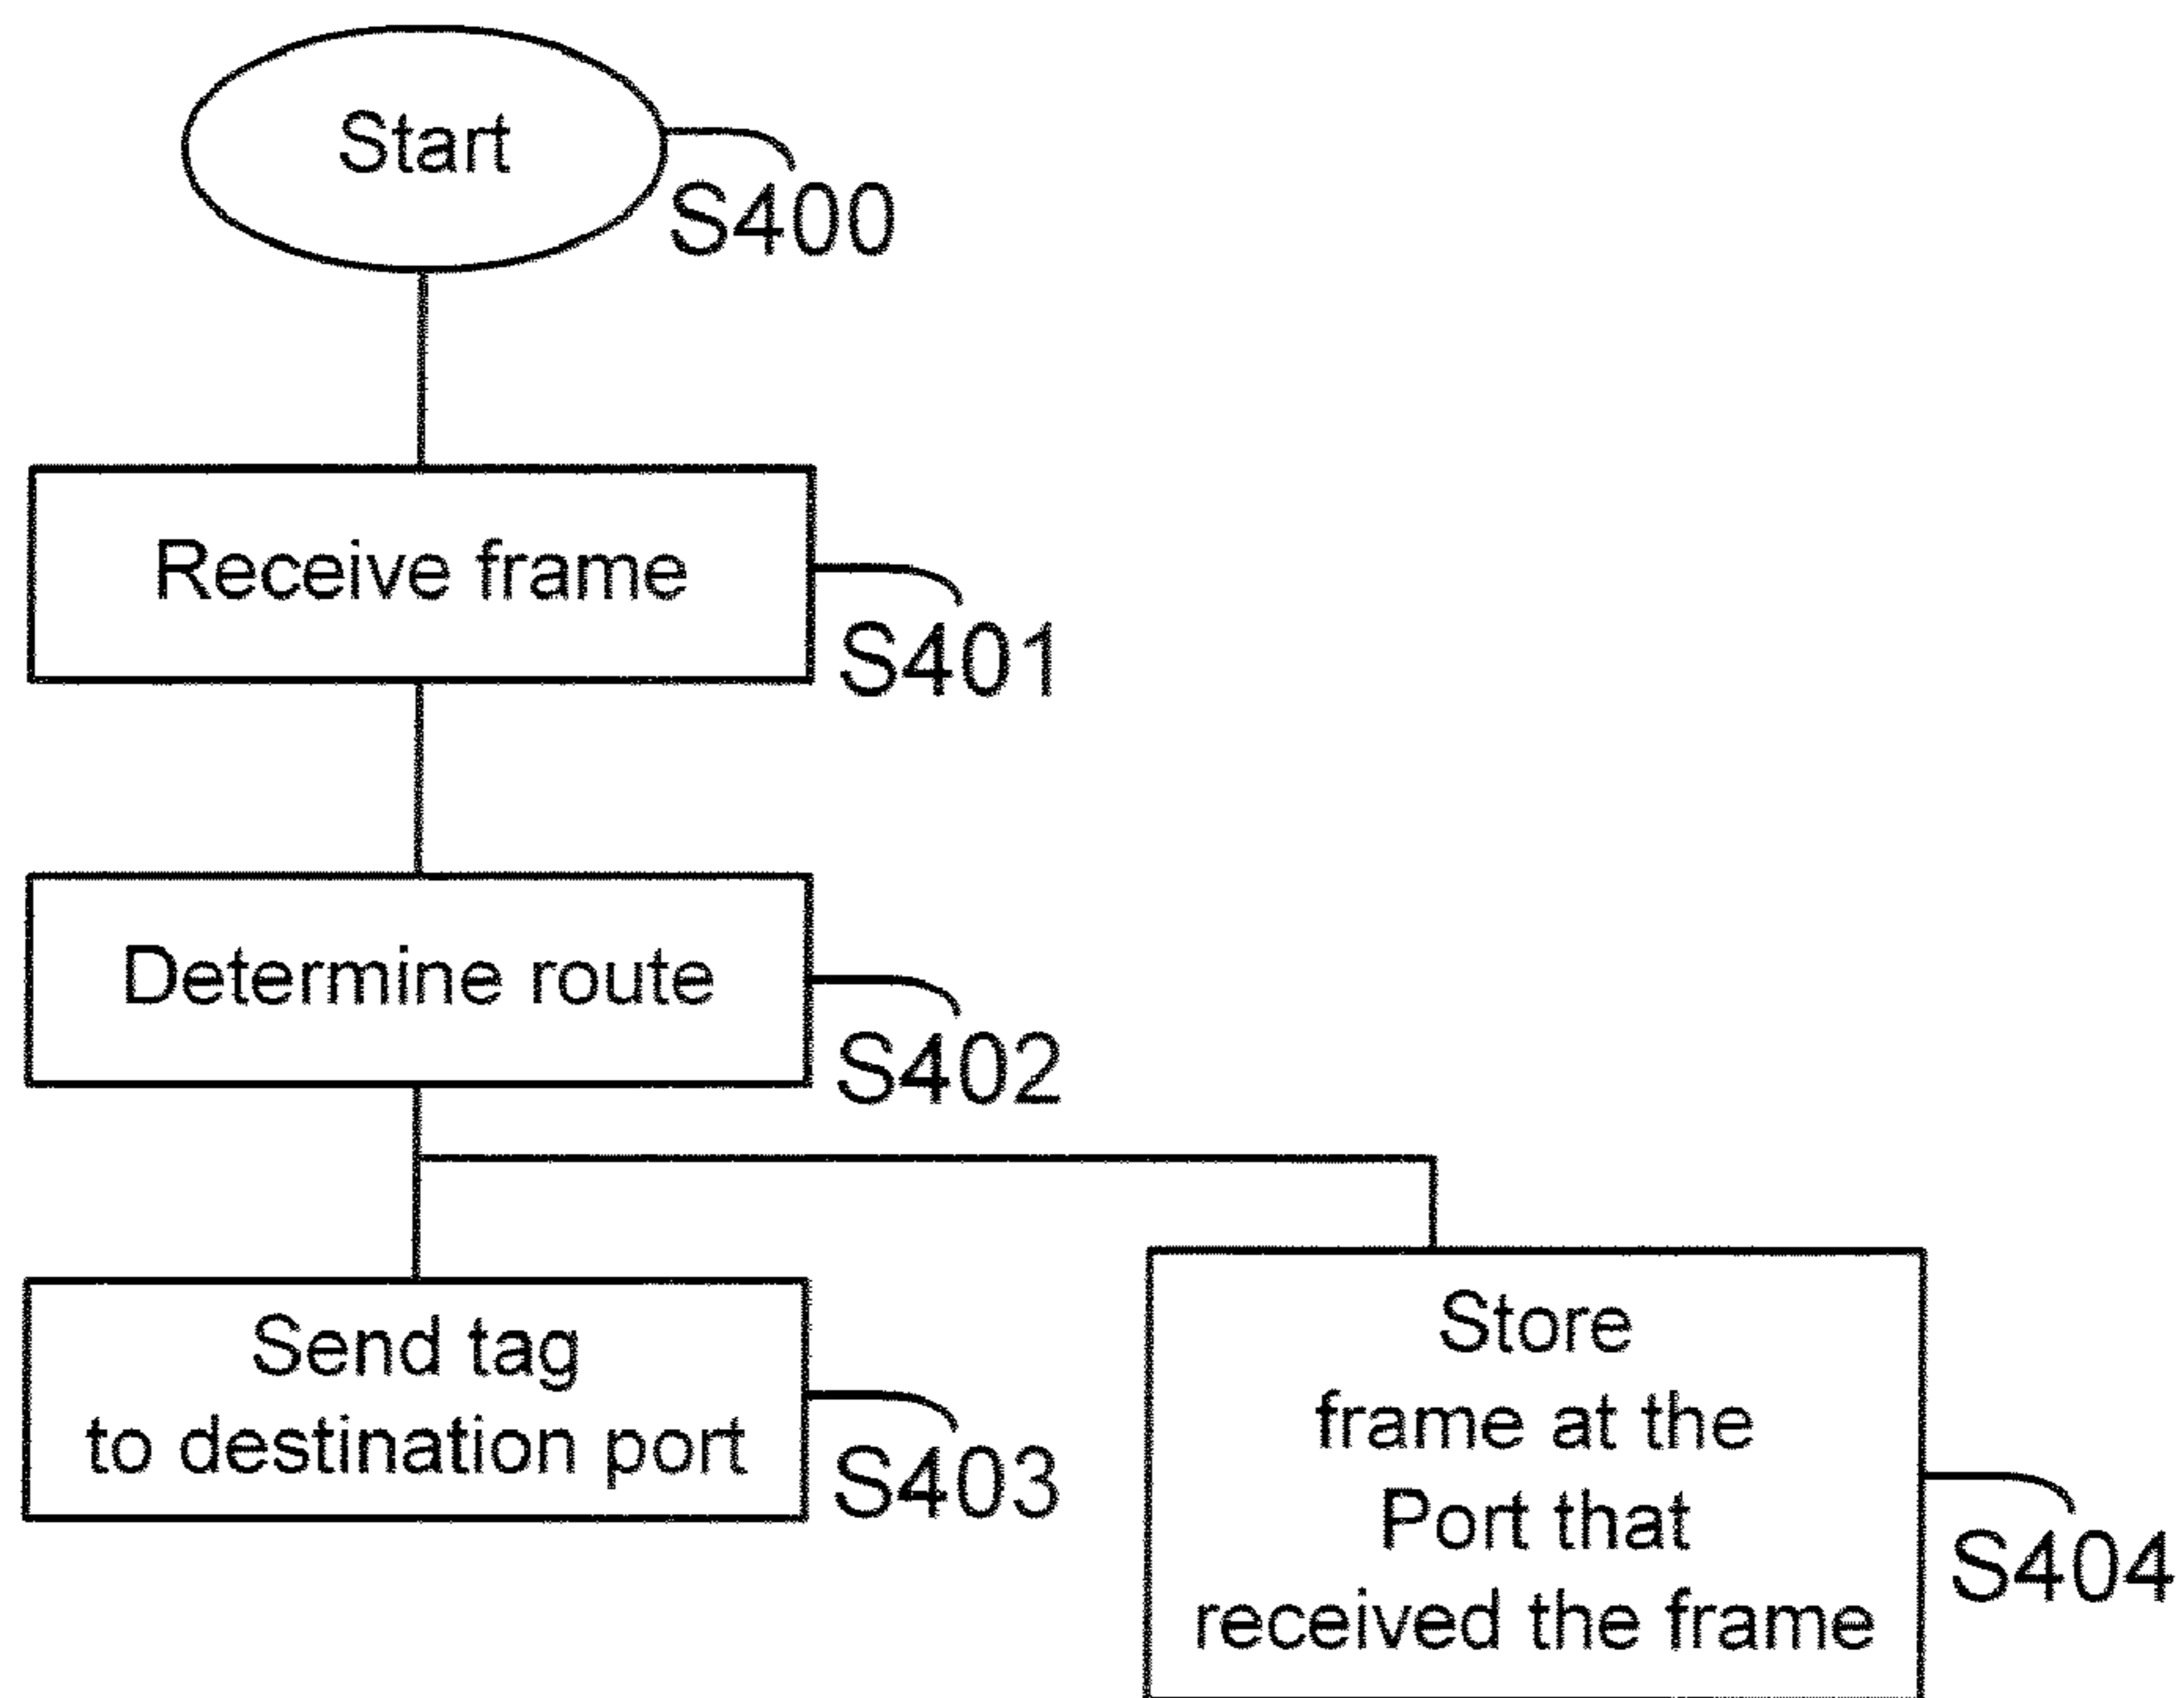 Start
S400
Receive frame
S401
Determine route
S402
Send tag
to destination port
S403
Store
frame at the
Port that
received the frame
S404